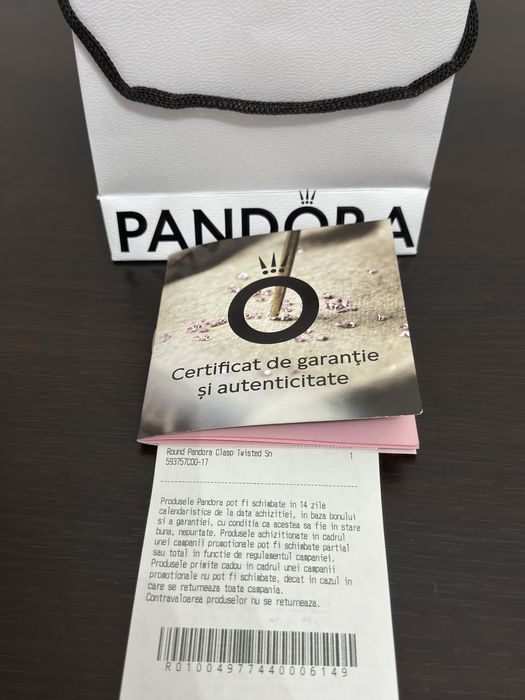 PANDORA
Certificat de garanţie
și autenticitate
Round Pandora Clasp Twisted Sn 1
593757C00-17
Produsele Pandora pot fi schimbate in 14 zile
calendaristice de la data achizitiei, in baza bonului
si a garantiei, cu conditia ca acestea sa fie in stare
buna, nepurtate. Produsele achizitionate in cadrul
unei campanii promotionale pot fi schimbate partial
sau total in functie de regulamentul campaniei.
Produsele primite cadou in cadrul unei campanii
promotionale nu pot fi schimbate, decat in cazul in
care se returneaza toata campania.
Contravaloarea produselor nu se returneaza.
R01004977440006149